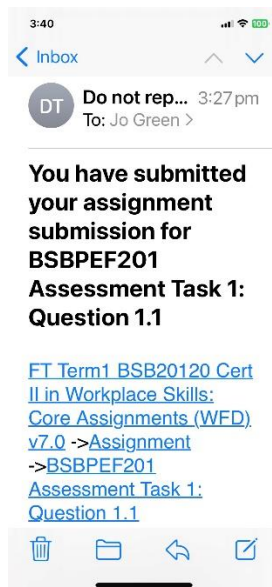 3:40
100
Inbox
DT
Do not rep... 3:27 pm
To: Jo Green >
You have submitted
your assignment
submission for
BSBPEF201
Assessment Task 1:
Question 1.1
FT Term1 BSB20120 Cert
II in Workplace Skills:
Core Assignments (WFD)
v7.0 ->Assignment
->BSBPEF201
Assessment Task 1:
Question 1.1